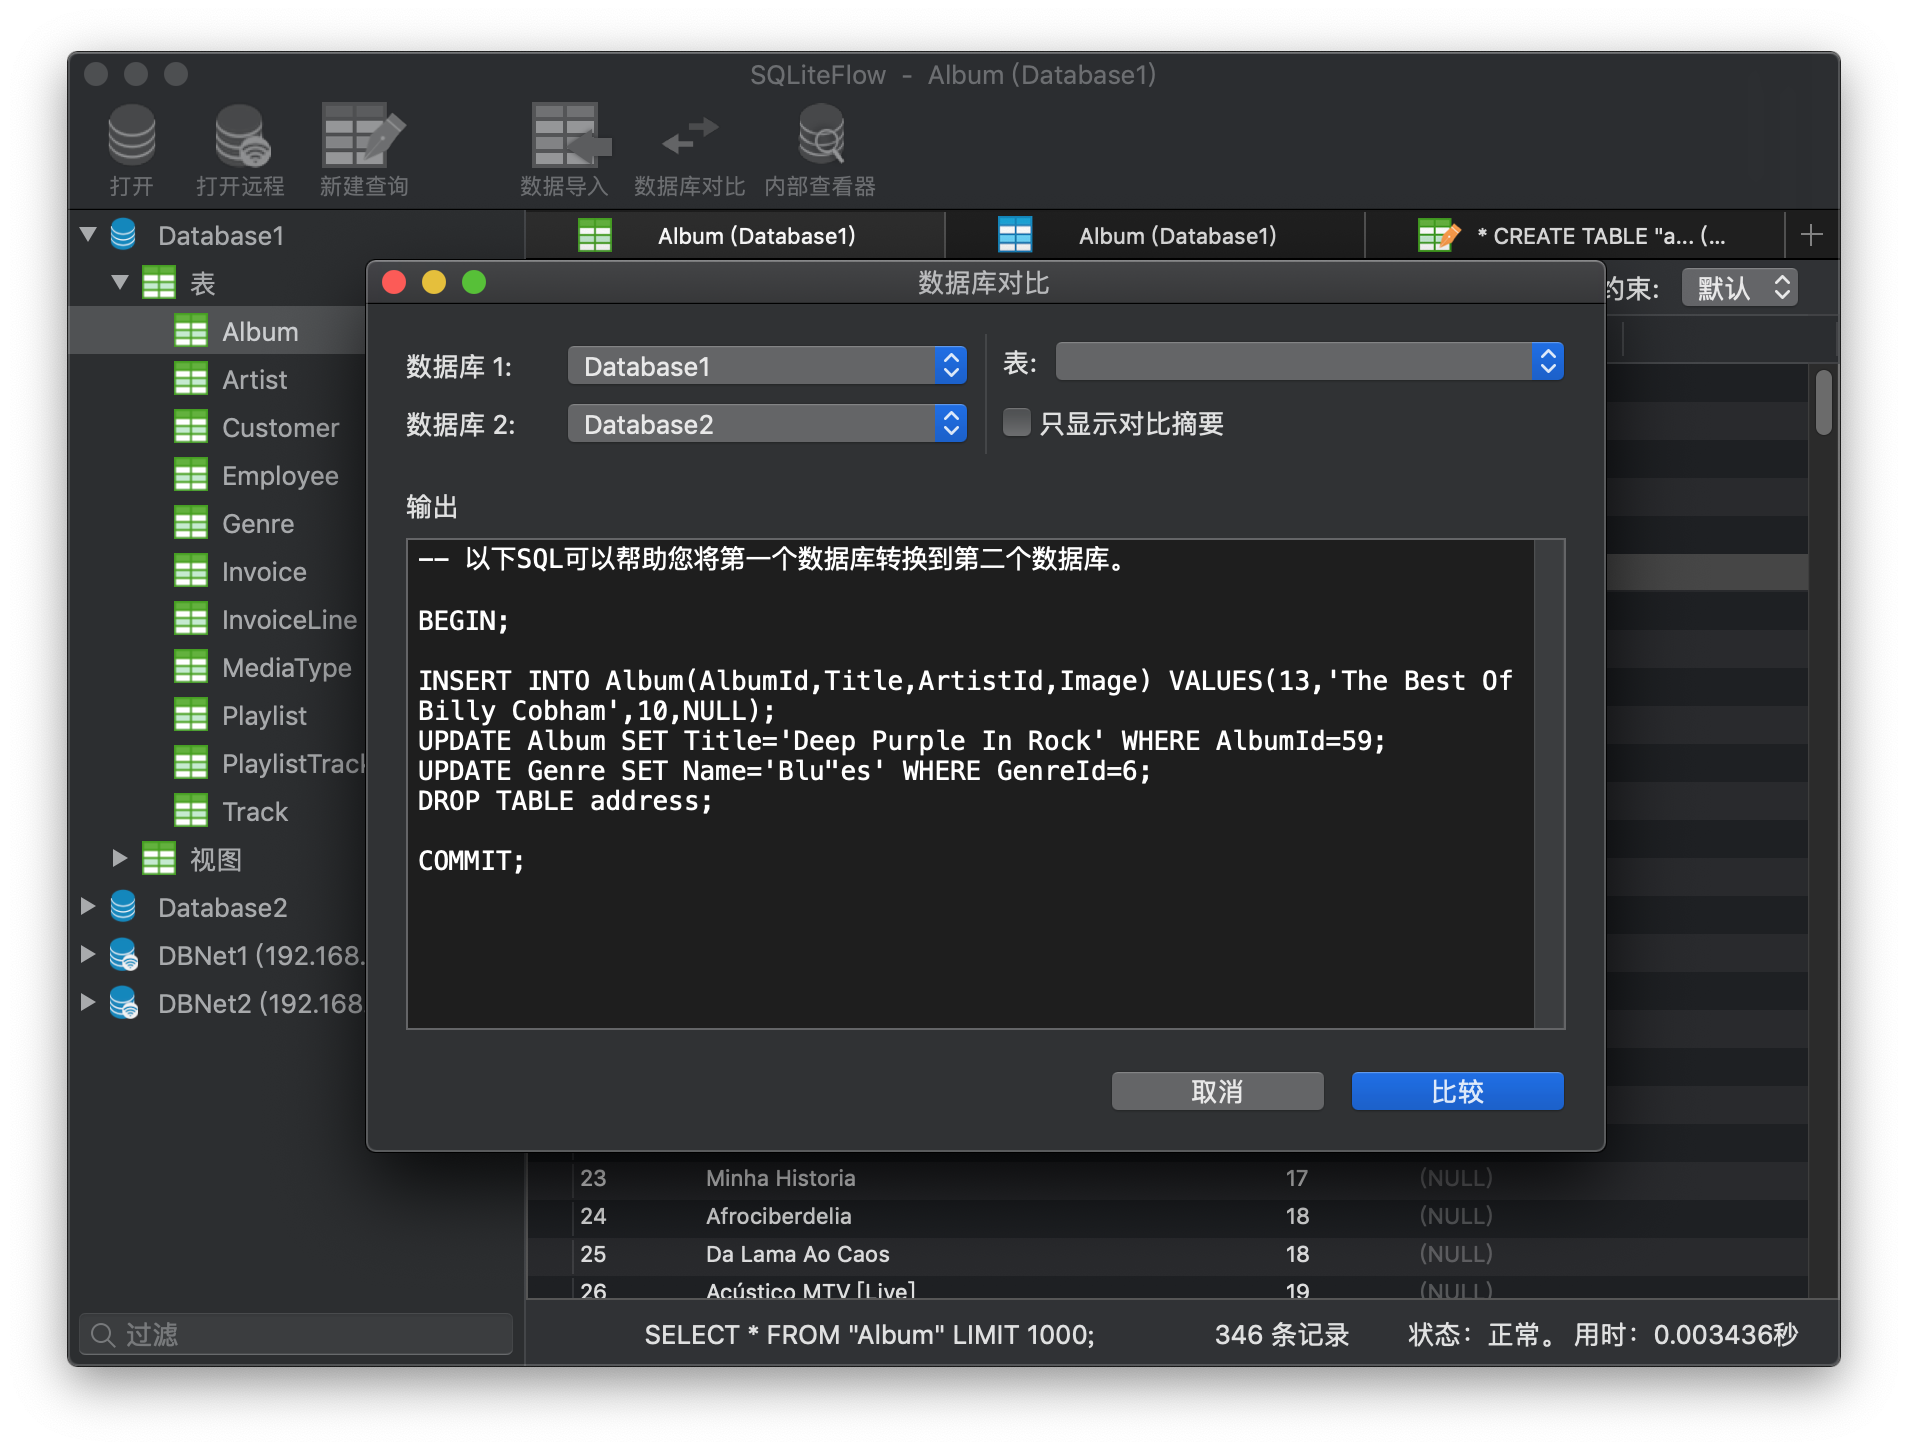 SQLiteFlow - Album (Database1)
打开
打开远程
新建查询
数据导入
数据库对比
内部查看器
Database1
表
Album
Artist
Customer
Employee
Genre
Invoice
InvoiceLine
MediaType
Playlist
PlaylistTrack
Track
视图
Database2
DBNet1 (192.168.
DBNet2 (192.168.
过滤
Album (Database1)
Album (Database1)
* CREATE TABLE "a... (...
约束:
默认
数据库对比
数据库 1:
Database1
表:
数据库 2:
Database2
只显示对比摘要
输出
-- 以下SQL可以帮助您将第一个数据库转换到第二个数据库。
BEGIN;
INSERT INTO Album(AlbumId,Title,ArtistId,Image) VALUES(13,'The Best Of
Billy Cobham',10,NULL);
UPDATE Album SET Title='Deep Purple In Rock' WHERE AlbumId=59;
UPDATE Genre SET Name='Blu"es' WHERE GenreId=6;
DROP TABLE address;
COMMIT;
取消
比较
23 Minha Historia 17 (NULL)
24 Afrociberdelia 18 (NULL)
25 Da Lama Ao Caos 18 (NULL)
26 Acústico MTV [Live] 19 (NULL)
SELECT * FROM "Album" LIMIT 1000;
346 条记录
状态：正常。 用时：0.003436秒